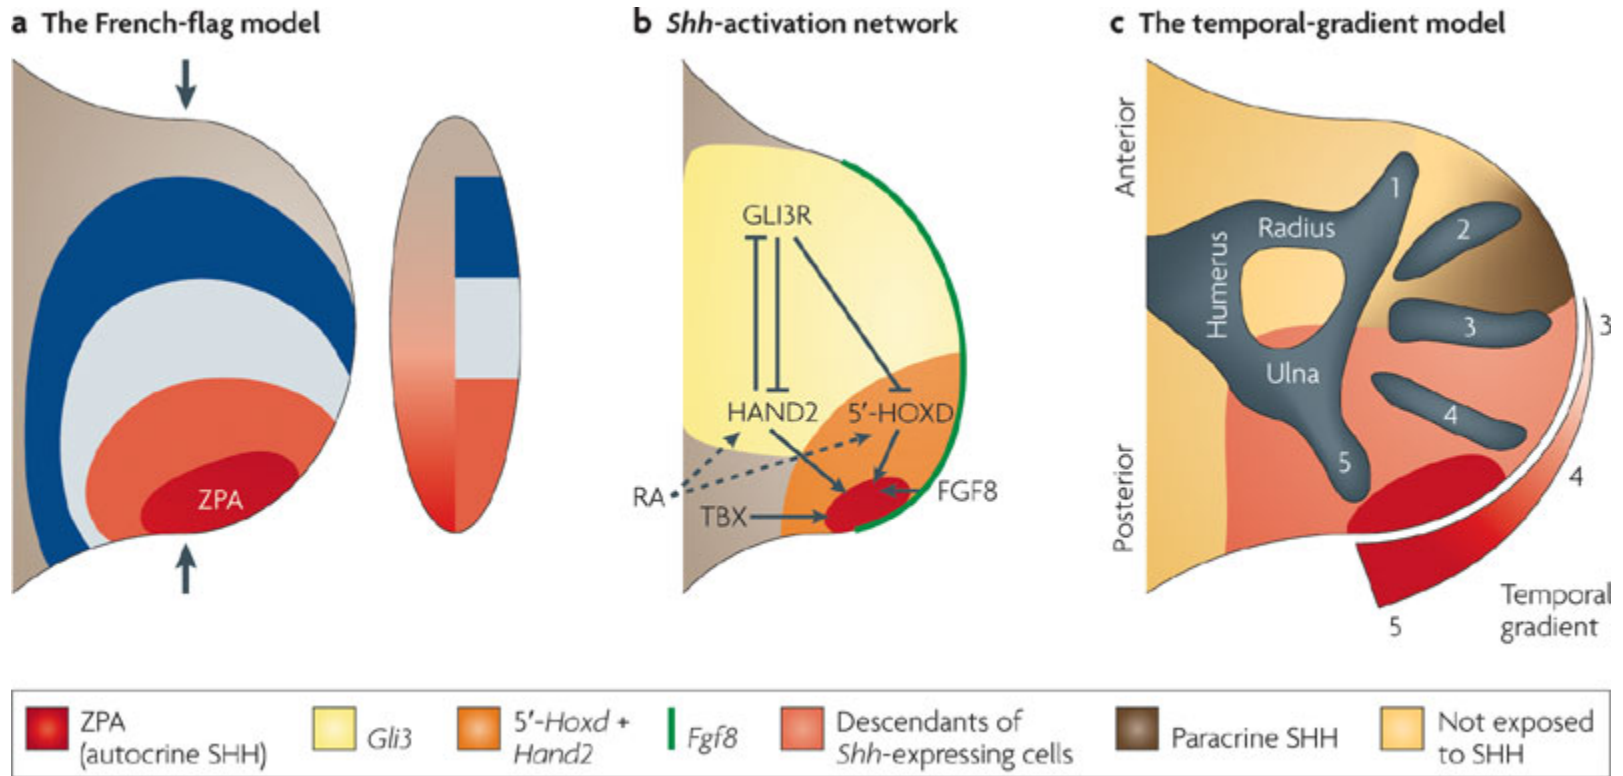 a The French-flag model
ZPA
b Shh-activation network
GLI3R
HAND2
5′-HOXD
RA
TBX
FGF8
c The temporal-gradient model
Anterior
Posterior
Humerus
Radius
Ulna
1
2
3
4
5
3
4
5
Temporal
gradient
ZPA
(autocrine SHH)
Gli3
5′-Hoxd +
Hand2
Fgf8
Descendants of
Shh-expressing cells
Paracrine SHH
Not exposed
to SHH